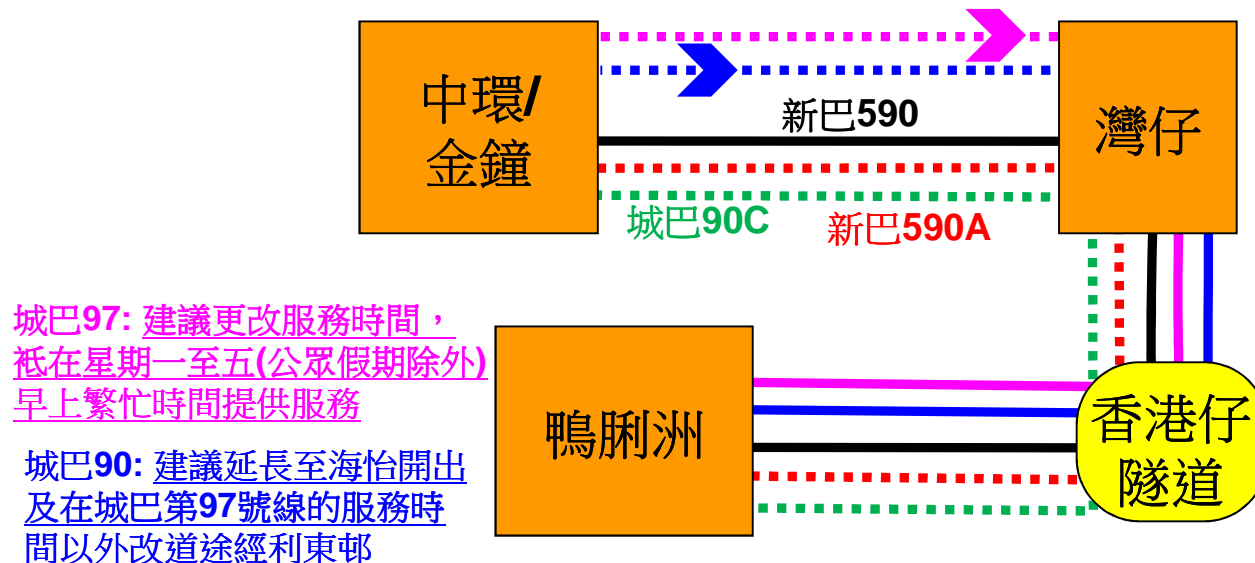 中環/
金鐘
新巴590
灣仔
城巴90C
新巴590A
城巴97: 建議更改服務時間，
衹在星期一至五(公眾假期除外)
早上繁忙時間提供服務
鴨脷洲
香港仔
隧道
城巴90: 建議延長至海怡開出
及在城巴第97號線的服務時
間以外改道途經利東邨